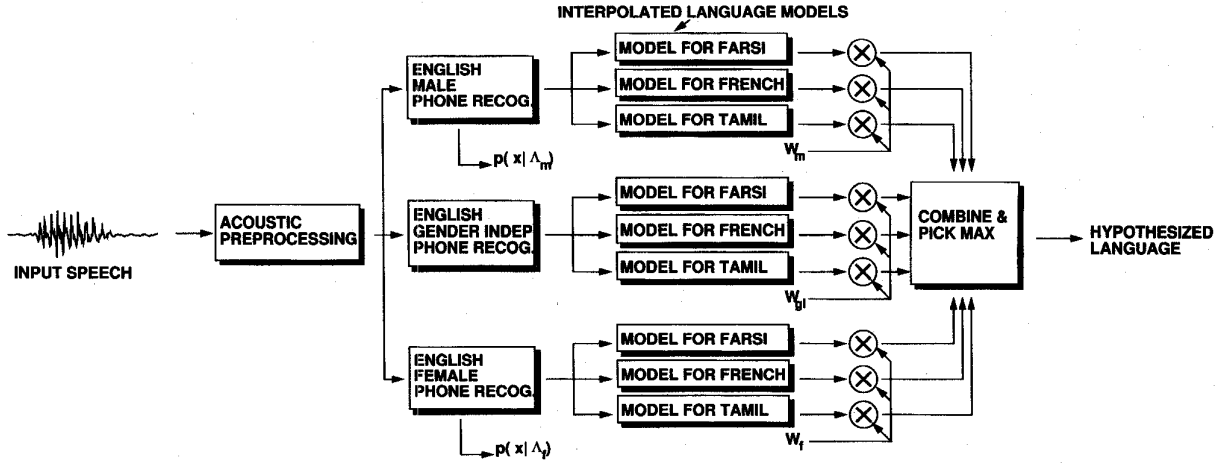 INTERPOLATED LANGUAGE MODELS
ENGLISH
MALE
PHONE RECOG.
MODEL FOR FARSI
MODEL FOR FRENCH
MODEL FOR TAMIL
p( x | Λm)
Wm
INPUT SPEECH
ACOUSTIC
PREPROCESSING
ENGLISH
GENDER INDEP
PHONE RECOG.
MODEL FOR FARSI
MODEL FOR FRENCH
MODEL FOR TAMIL
WgI
COMBINE &
PICK MAX
HYPOTHESIZED
LANGUAGE
ENGLISH
FEMALE
PHONE RECOG.
MODEL FOR FARSI
MODEL FOR FRENCH
MODEL FOR TAMIL
p( x | Λf)
Wf